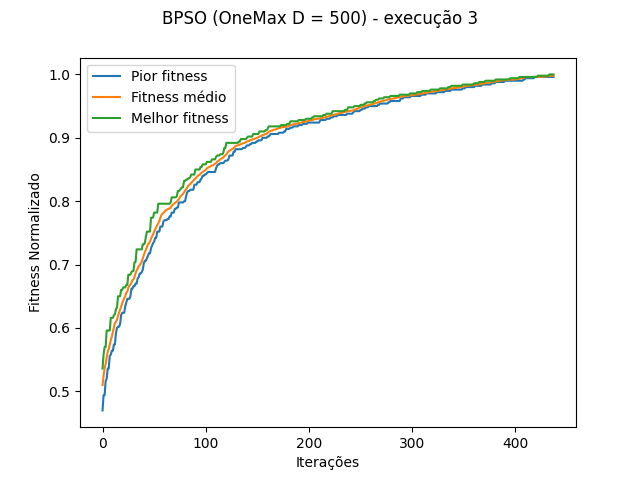 BPSO (OneMax D = 500) - execução 3
Pior fitness
Fitness médio
Melhor fitness
Fitness Normalizado
1.0
0.9
0.8
0.7
0.6
0.5
0 100 200 300 400
Iterações